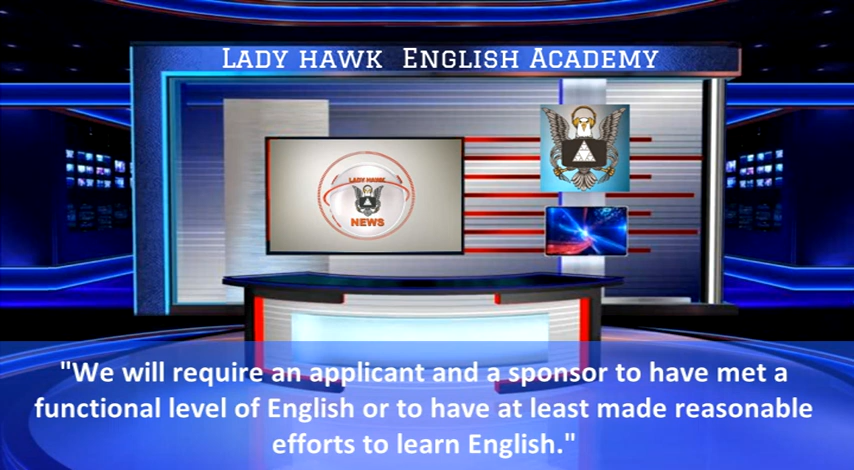 LADY HAWK ENGLISH ACADEMY
LADY HAWK
NEWS
"We will require an applicant and a sponsor to have met a
functional level of English or to have at least made reasonable
efforts to learn English."